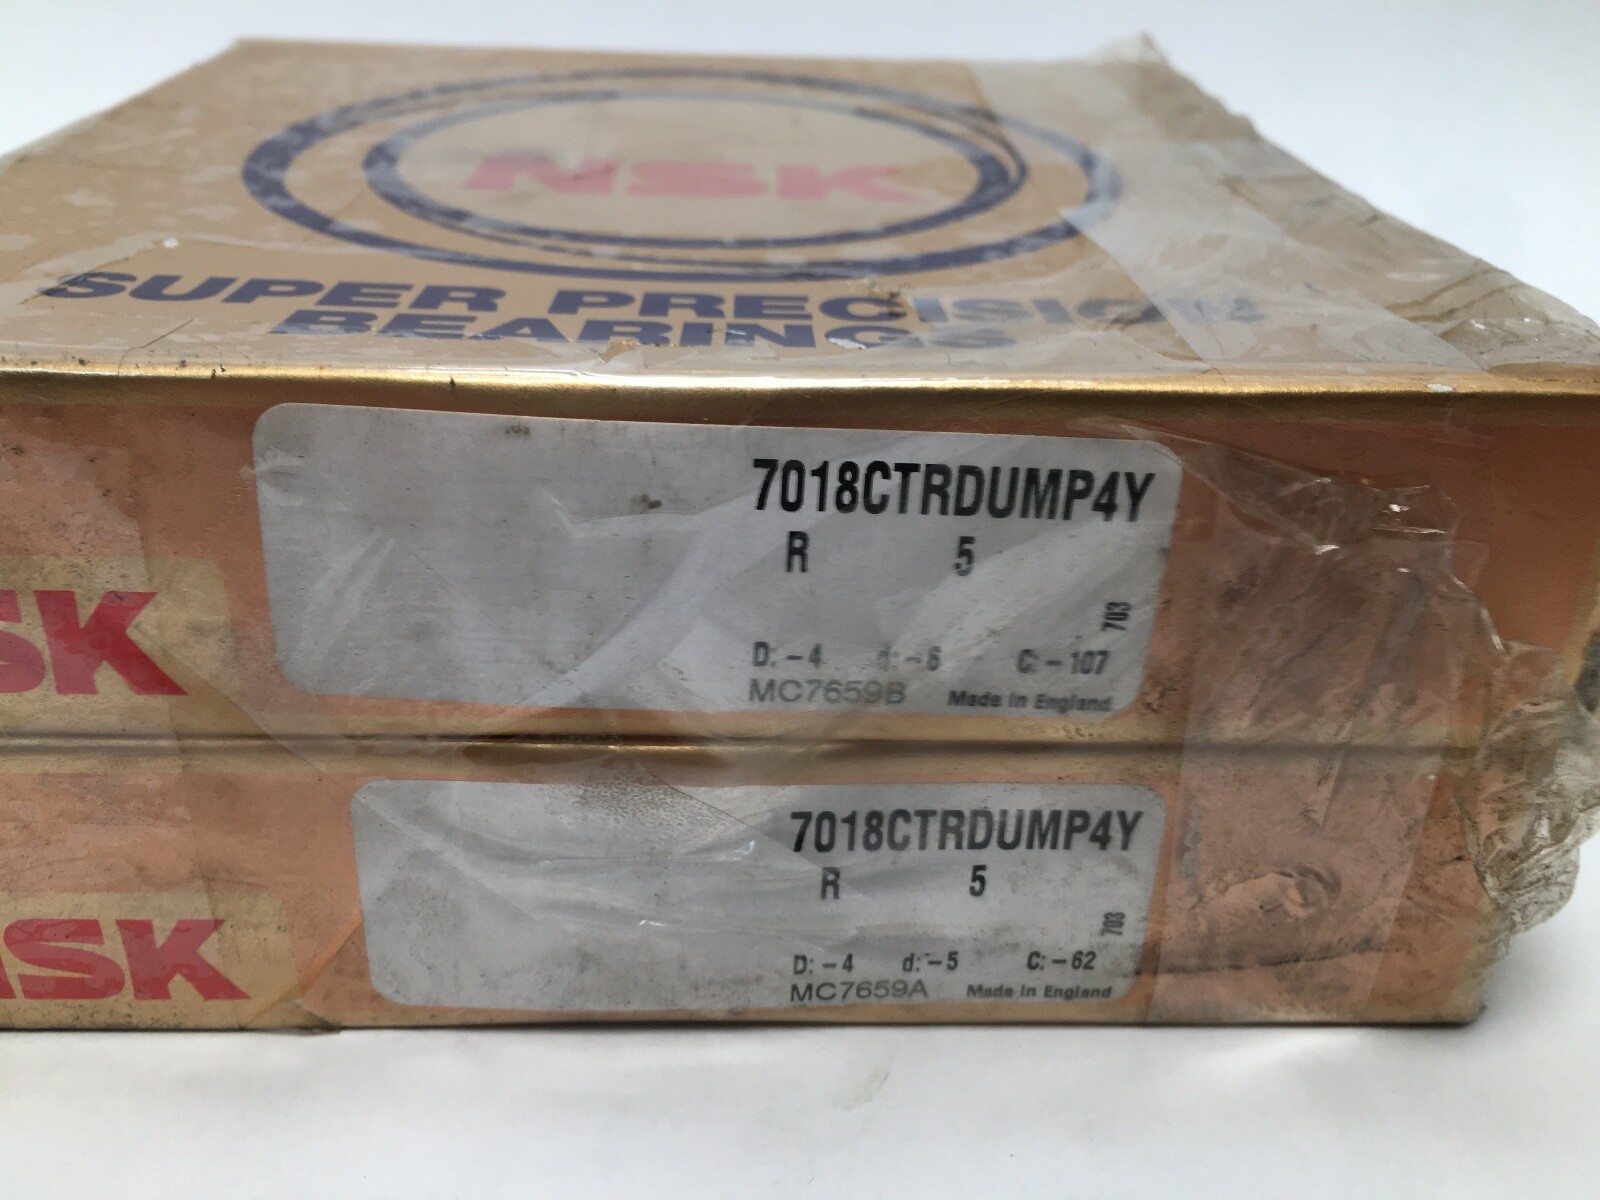 NSK
SUPER PRECISION
BEARINGS
7018CTRDUMP4Y
R 5
703
D:-4 d:-6 C:-107
MC7659B Made in England
SK
7018CTRDUMP4Y
R 5
703
D:-4 d:-5 C:-62
MC7659A Made in England
NSK